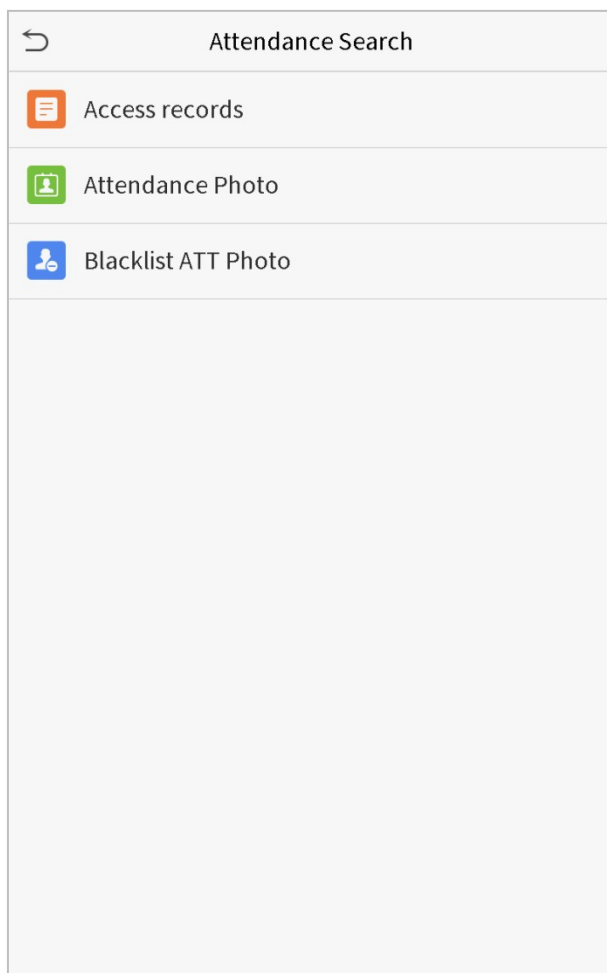 Attendance Search
Access records
Attendance Photo
Blacklist ATT Photo